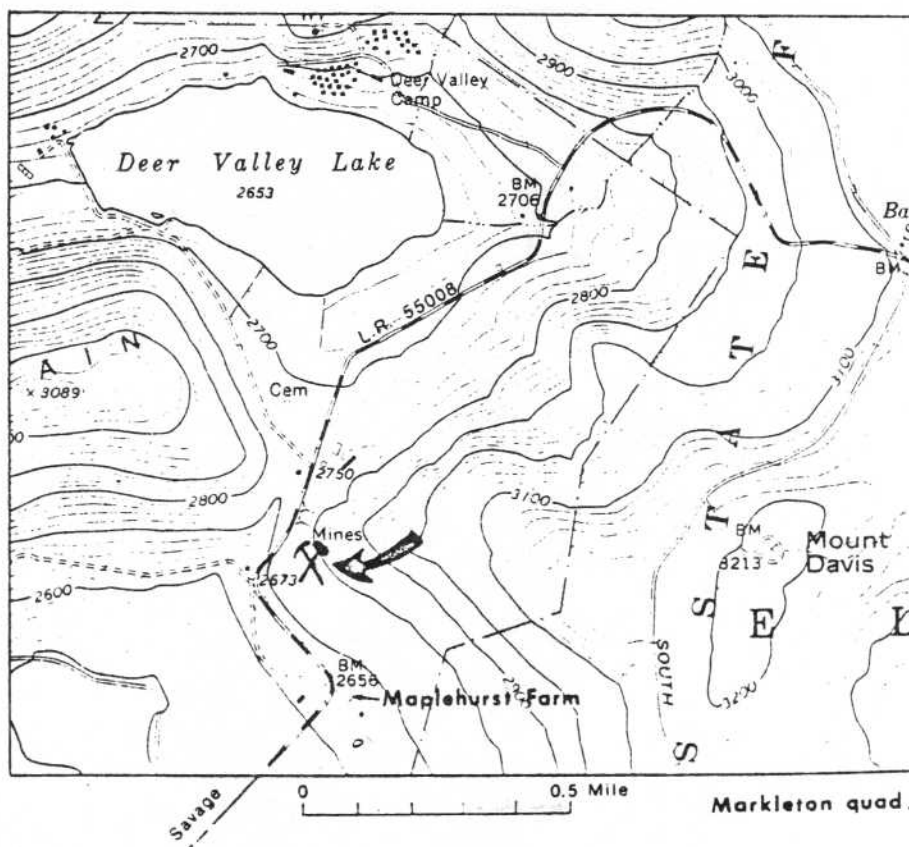 2700
2900
3000
F
Deer Valley
Camp
Deer Valley Lake
2653
BM
2706
Ba
BM
E
L.R. 55008
2800
2700
T
3100
A I N
×3089
Cem
A
2750
2800
3100
T
Mines
BM
3213
Mount
Davis
2673
2600
S
E
L
SOUTH
BM
2656
Maplehurst Farm
3200
S
0
0.5 Mile
Savage
Markleton quad.